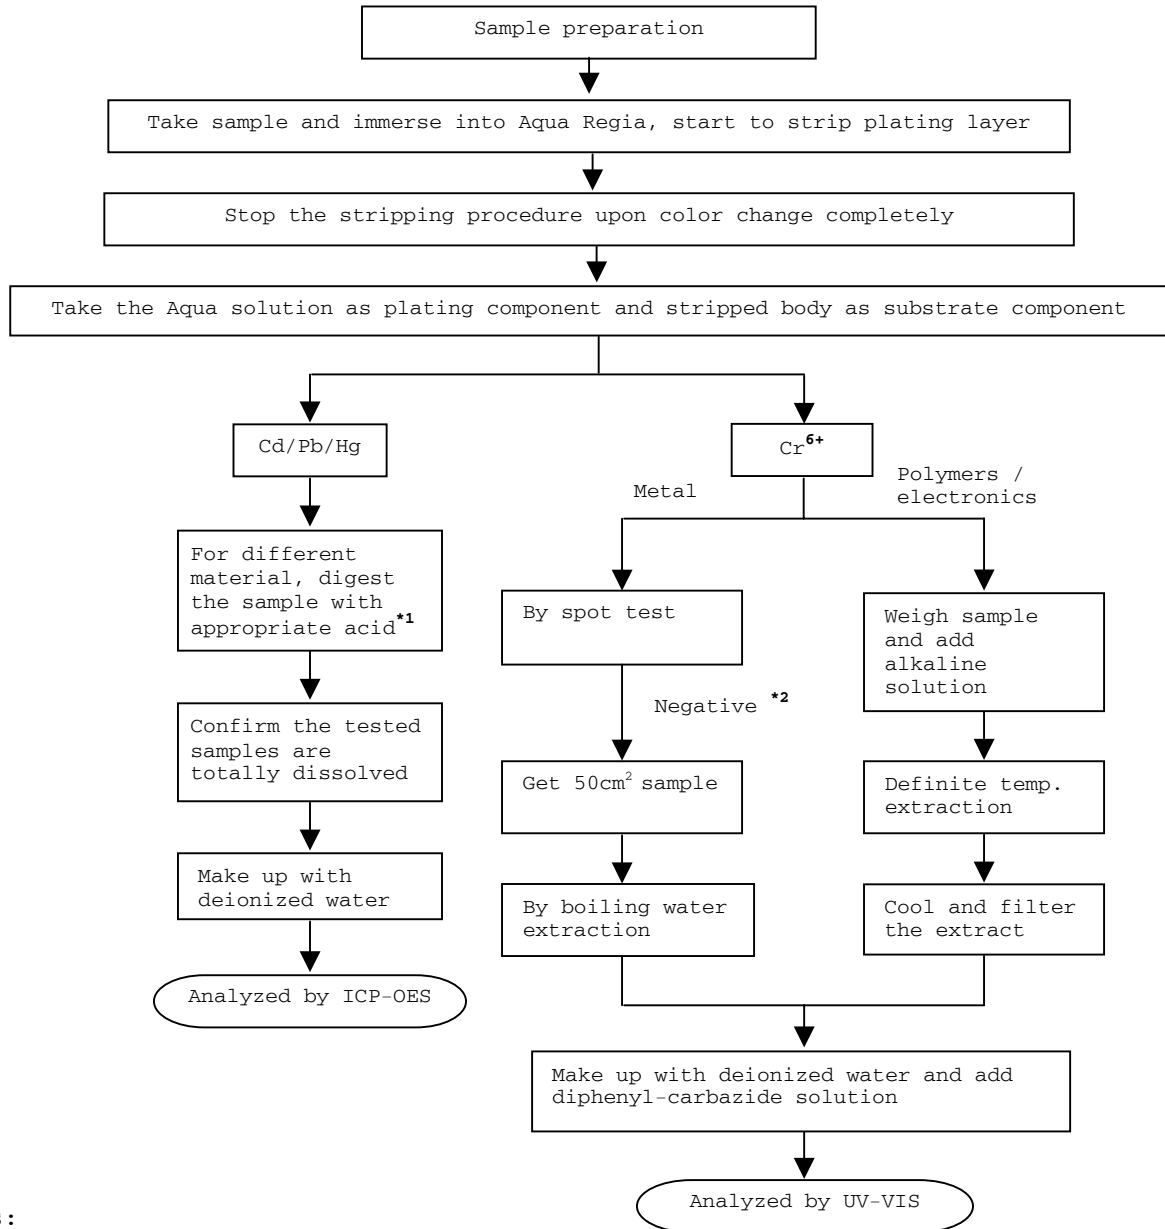 Sample preparation
Take sample and immerse into Aqua Regia, start to strip plating layer
Stop the stripping procedure upon color change completely
Take the Aqua solution as plating component and stripped body as substrate component
Cd/Pb/Hg
Cr6+
Metal
Polymers /
electronics
For different
material, digest
the sample with
appropriate acid*1
By spot test
Weigh sample
and add
alkaline
solution
Negative *2
Confirm the tested
samples are
totally dissolved
Get 50cm2 sample
Definite temp.
extraction
Make up with
deionized water
By boiling water
extraction
Cool and filter
the extract
Analyzed by ICP-OES
Make up with deionized water and add
diphenyl-carbazide solution
Analyzed by UV-VIS